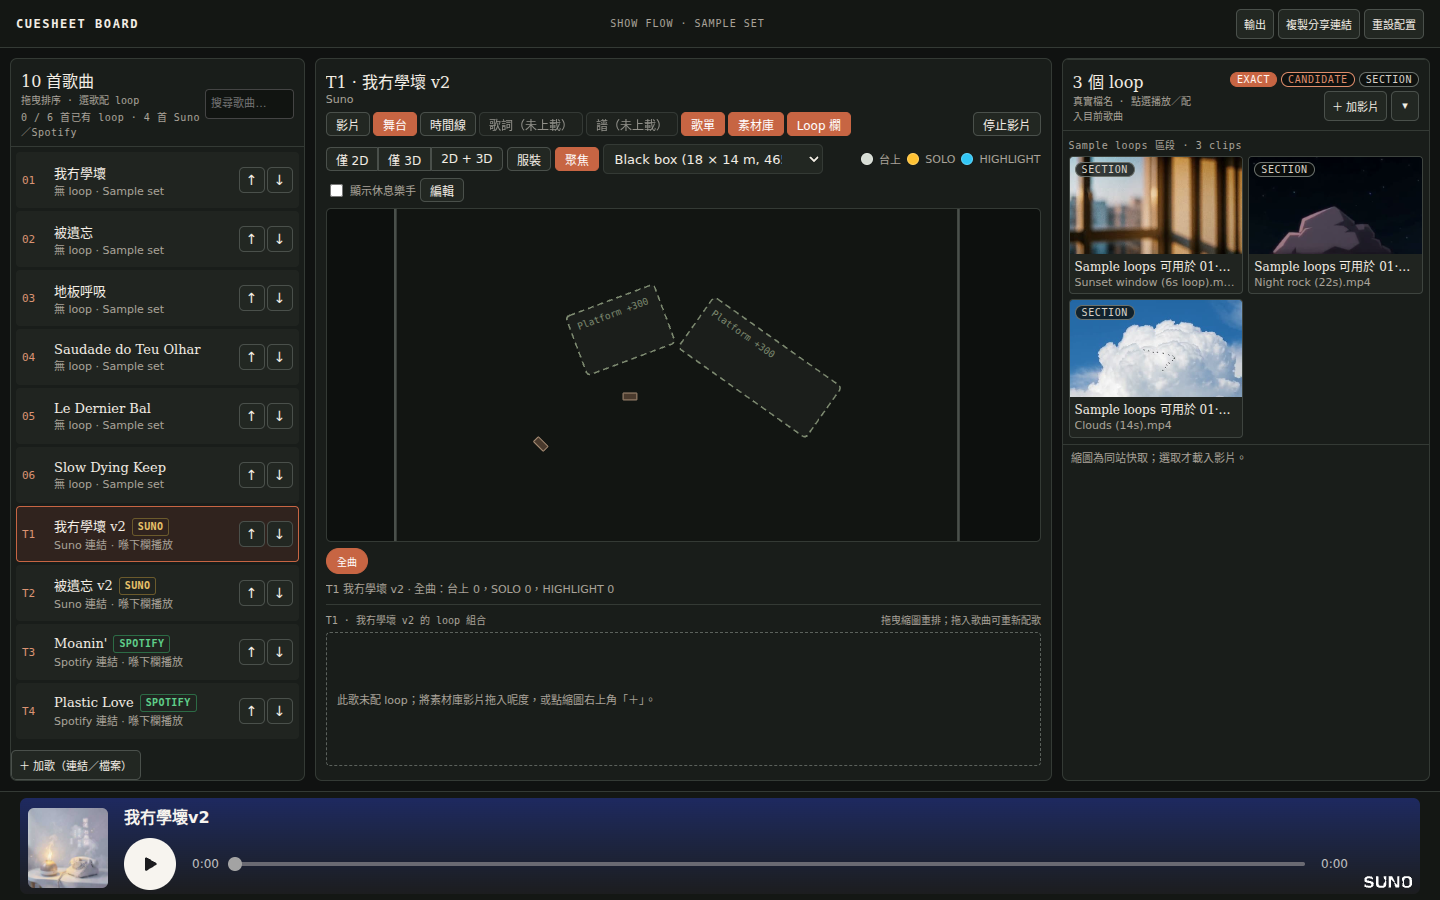 CUESHEET BOARD
SHOW FLOW · SAMPLE SET
輸出
複製分享連結
重設配置
10 首歌曲
拖曳排序 · 選歌配 loop
0 / 6 首已有 loop · 4 首 Suno
／Spotify
搜尋歌曲…
01
我冇學壞
無 loop · Sample set
↑ ↓
02
被遺忘
無 loop · Sample set
↑ ↓
03
地板呼吸
無 loop · Sample set
↑ ↓
04
Saudade do Teu Olhar
無 loop · Sample set
↑ ↓
05
Le Dernier Bal
無 loop · Sample set
↑ ↓
06
Slow Dying Keep
無 loop · Sample set
↑ ↓
T1
我冇學壞 v2 SUNO
Suno 連結 · 喺下欄播放
↑ ↓
T2
被遺忘 v2 SUNO
Suno 連結 · 喺下欄播放
↑ ↓
T3
Moanin' SPOTIFY
Spotify 連結 · 喺下欄播放
↑ ↓
T4
Plastic Love SPOTIFY
Spotify 連結 · 喺下欄播放
↑ ↓
＋ 加歌（連結／檔案）
T1 · 我冇學壞 v2
Suno
影片 舞台 時間線 歌詞（未上載） 譜（未上載） 歌單 素材庫 Loop 欄 停止影片
僅 2D 僅 3D 2D + 3D 服裝 聚焦 Black box (18 × 14 m, 46 台上 SOLO HIGHLIGHT
顯示休息樂手 編輯
Platform +300
Platform +300
全曲
T1 我冇學壞 v2 · 全曲：台上 0，SOLO 0，HIGHLIGHT 0
T1 · 我冇學壞 v2 的 loop 組合
拖曳縮圖重排；拖入歌曲可重新配歌
此歌未配 loop；將素材庫影片拖入呢度，或點縮圖右上角「＋」。
3 個 loop
EXACT CANDIDATE SECTION
真實檔名 · 點選播放／配
入目前歌曲
＋ 加影片 ▾
Sample loops 區段 · 3 clips
SECTION
Sample loops 可用於 01-…
Sunset window (6s loop).m…
SECTION
Sample loops 可用於 01-…
Night rock (22s).mp4
SECTION
Sample loops 可用於 01-…
Clouds (14s).mp4
縮圖為同站快取；選取才載入影片。
我冇學壞v2
0:00
0:00
SUNO